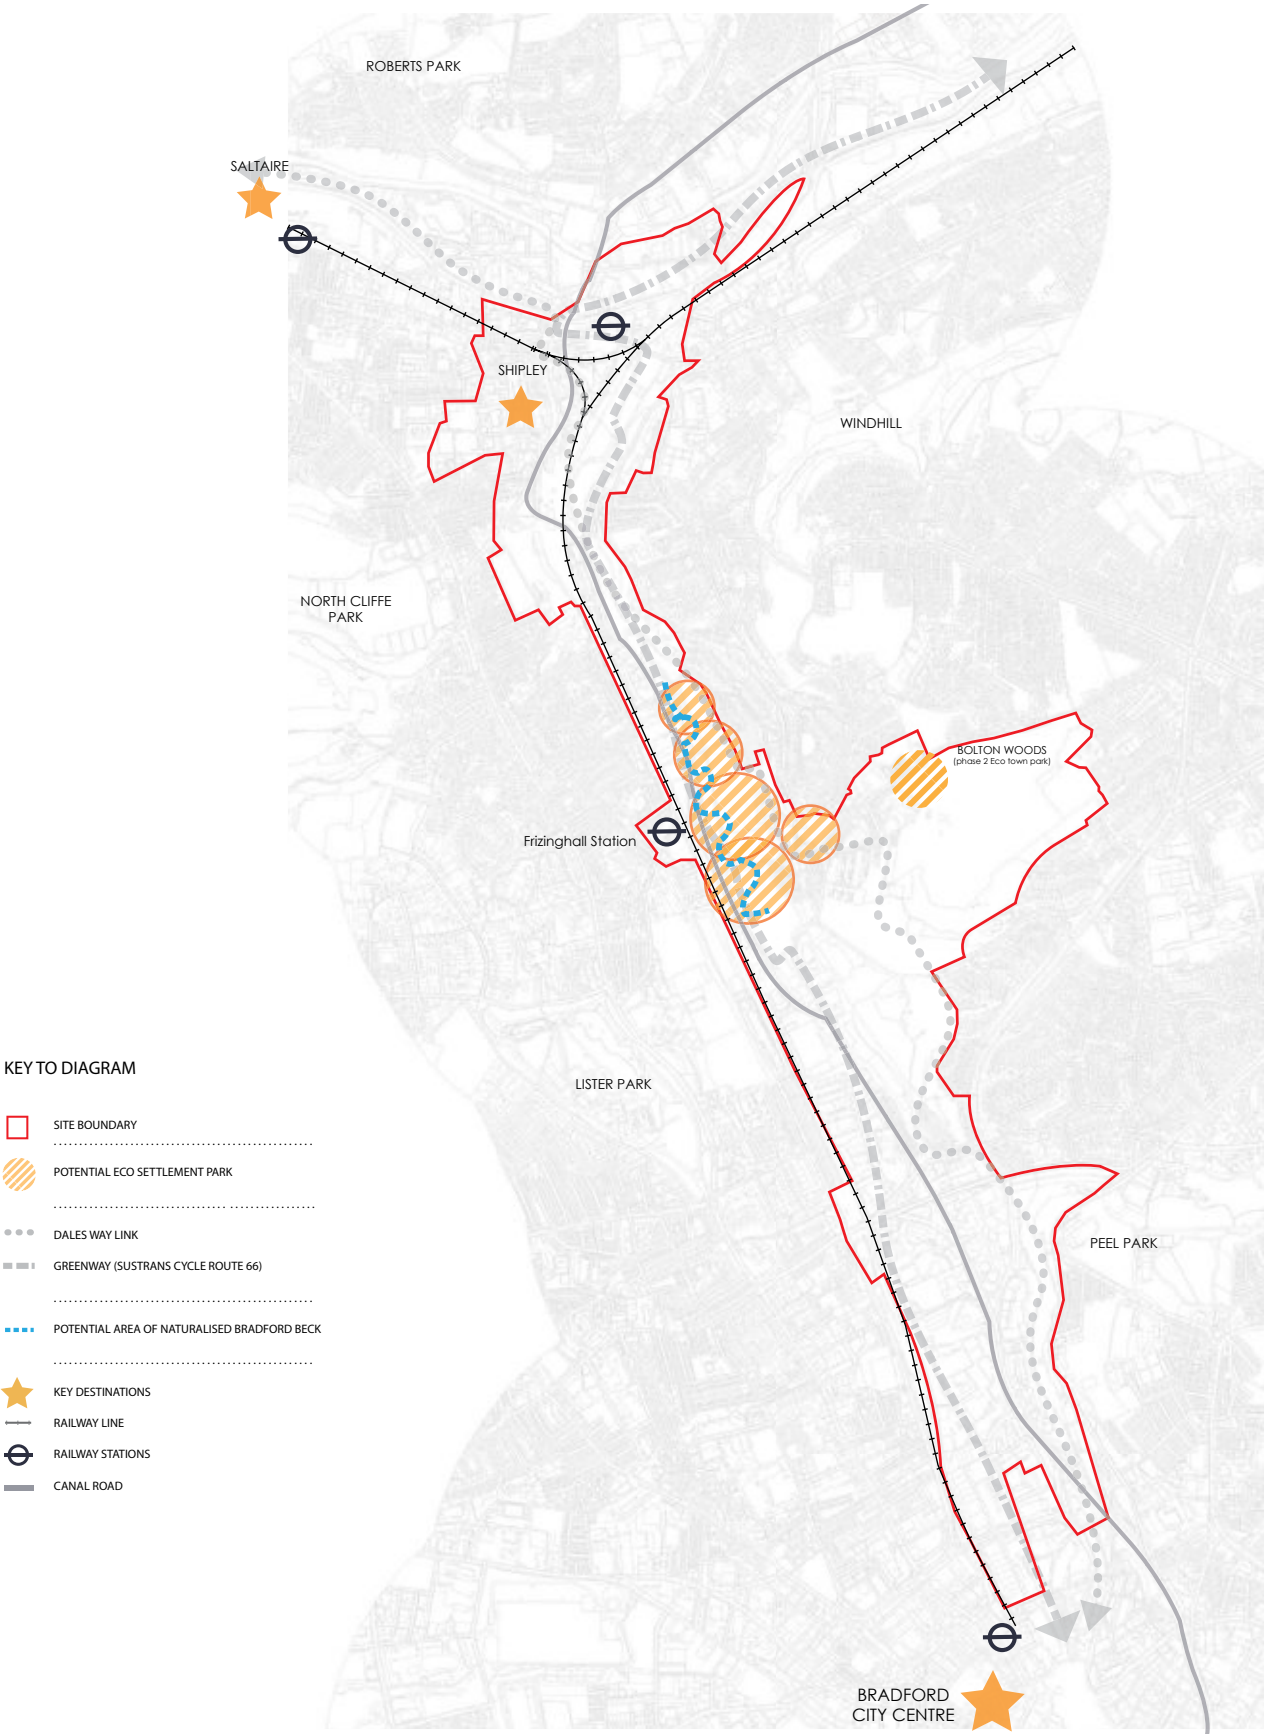 ROBERTS PARK
SALTAIRE
SHIPLEY
WINDHILL
NORTH CLIFFE
PARK
BOLTON WOODS
(phase 2 Eco town park)
Frizinghall Station
LISTER PARK
PEEL PARK
BRADFORD
CITY CENTRE
KEY TO DIAGRAM
SITE BOUNDARY
POTENTIAL ECO SETTLEMENT PARK
DALES WAY LINK
GREENWAY (SUSTRANS CYCLE ROUTE 66)
POTENTIAL AREA OF NATURALISED BRADFORD BECK
KEY DESTINATIONS
RAILWAY LINE
RAILWAY STATIONS
CANAL ROAD